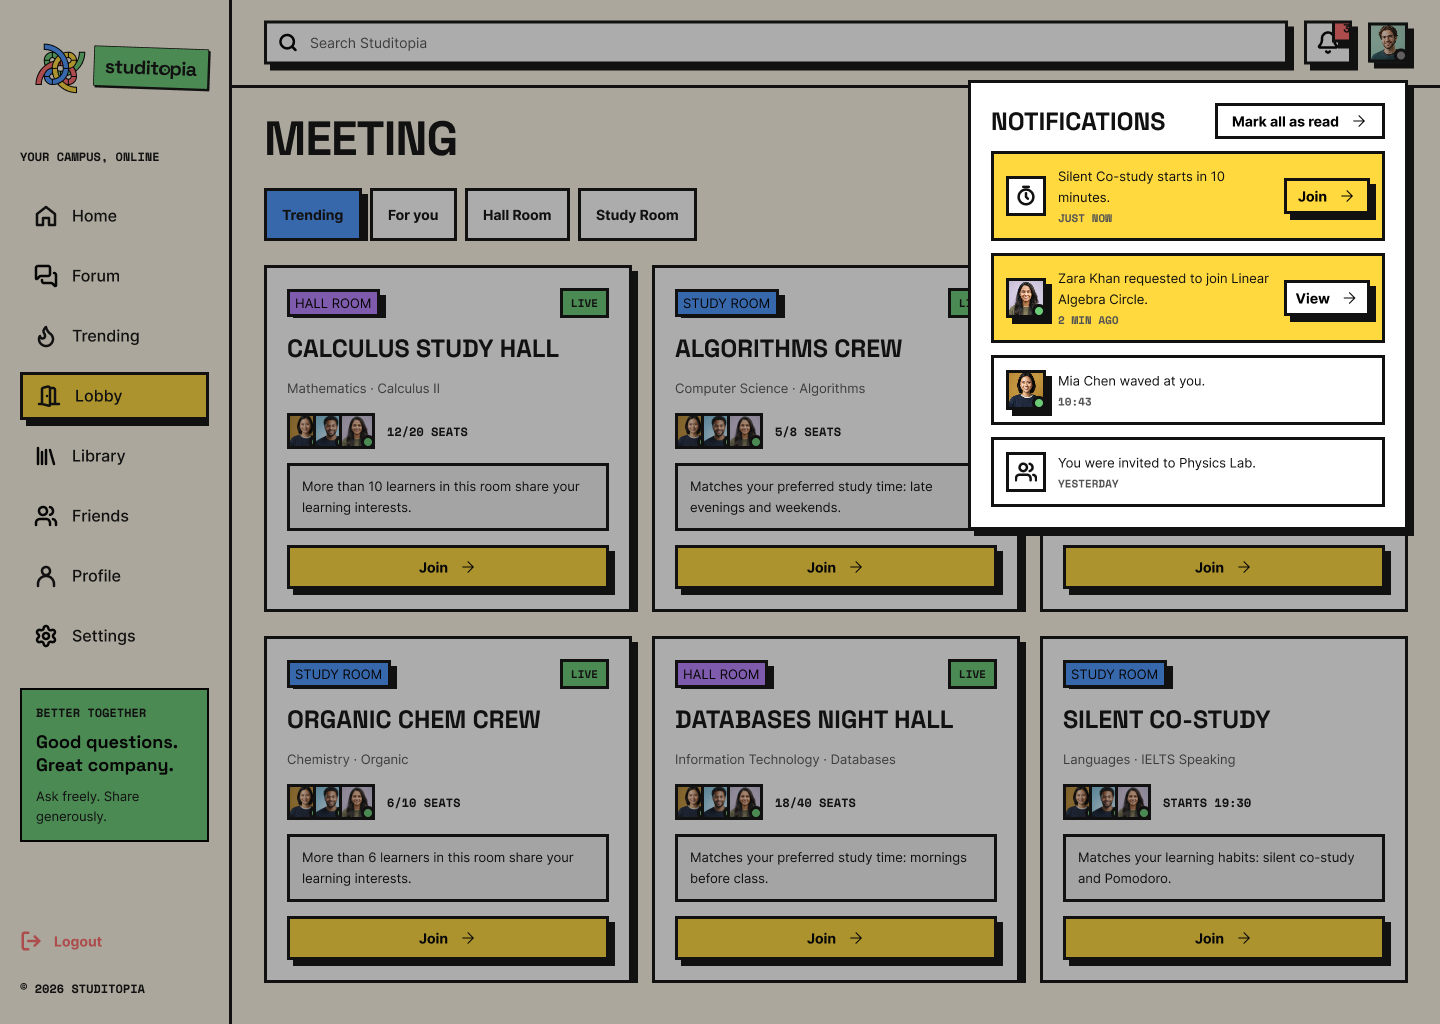 studitopia
YOUR CAMPUS, ONLINE
Home
Forum
Trending
Lobby
Library
Friends
Profile
Settings
BETTER TOGETHER
Good questions.
Great company.
Ask freely. Share
generously.
Logout
© 2026 STUDITOPIA
Search Studitopia
MEETING
Trending
For you
Hall Room
Study Room
HALL ROOM
LIVE
CALCULUS STUDY HALL
Mathematics · Calculus II
12/20 SEATS
More than 10 learners in this room share your
learning interests.
Join →
STUDY ROOM
ALGORITHMS CREW
Computer Science · Algorithms
5/8 SEATS
Matches your preferred study time: late
evenings and weekends.
Join →
Join →
STUDY ROOM
LIVE
ORGANIC CHEM CREW
Chemistry · Organic
6/10 SEATS
More than 6 learners in this room share your
learning interests.
Join →
HALL ROOM
LIVE
DATABASES NIGHT HALL
Information Technology · Databases
18/40 SEATS
Matches your preferred study time: mornings
before class.
Join →
STUDY ROOM
SILENT CO-STUDY
Languages · IELTS Speaking
STARTS 19:30
Matches your learning habits: silent co-study
and Pomodoro.
Join →
NOTIFICATIONS
Mark all as read →
Silent Co-study starts in 10
minutes.
JUST NOW
Join →
Zara Khan requested to join Linear
Algebra Circle.
2 MIN AGO
View →
Mia Chen waved at you.
10:43
You were invited to Physics Lab.
YESTERDAY